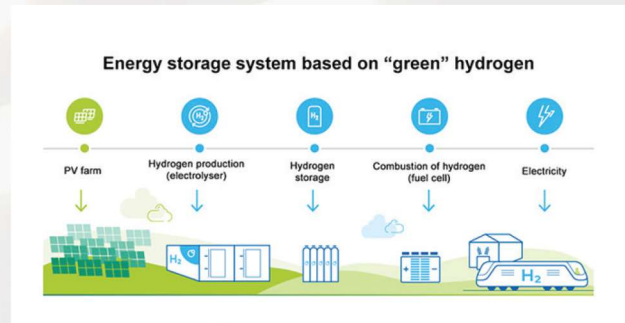 Energy storage system based on “green” hydrogen
H₂
H₂
PV farm
Hydrogen production
(electrolyser)
Hydrogen
storage
Combustion of hydrogen
(fuel cell)
Electricity
H₂
+ -
H₂